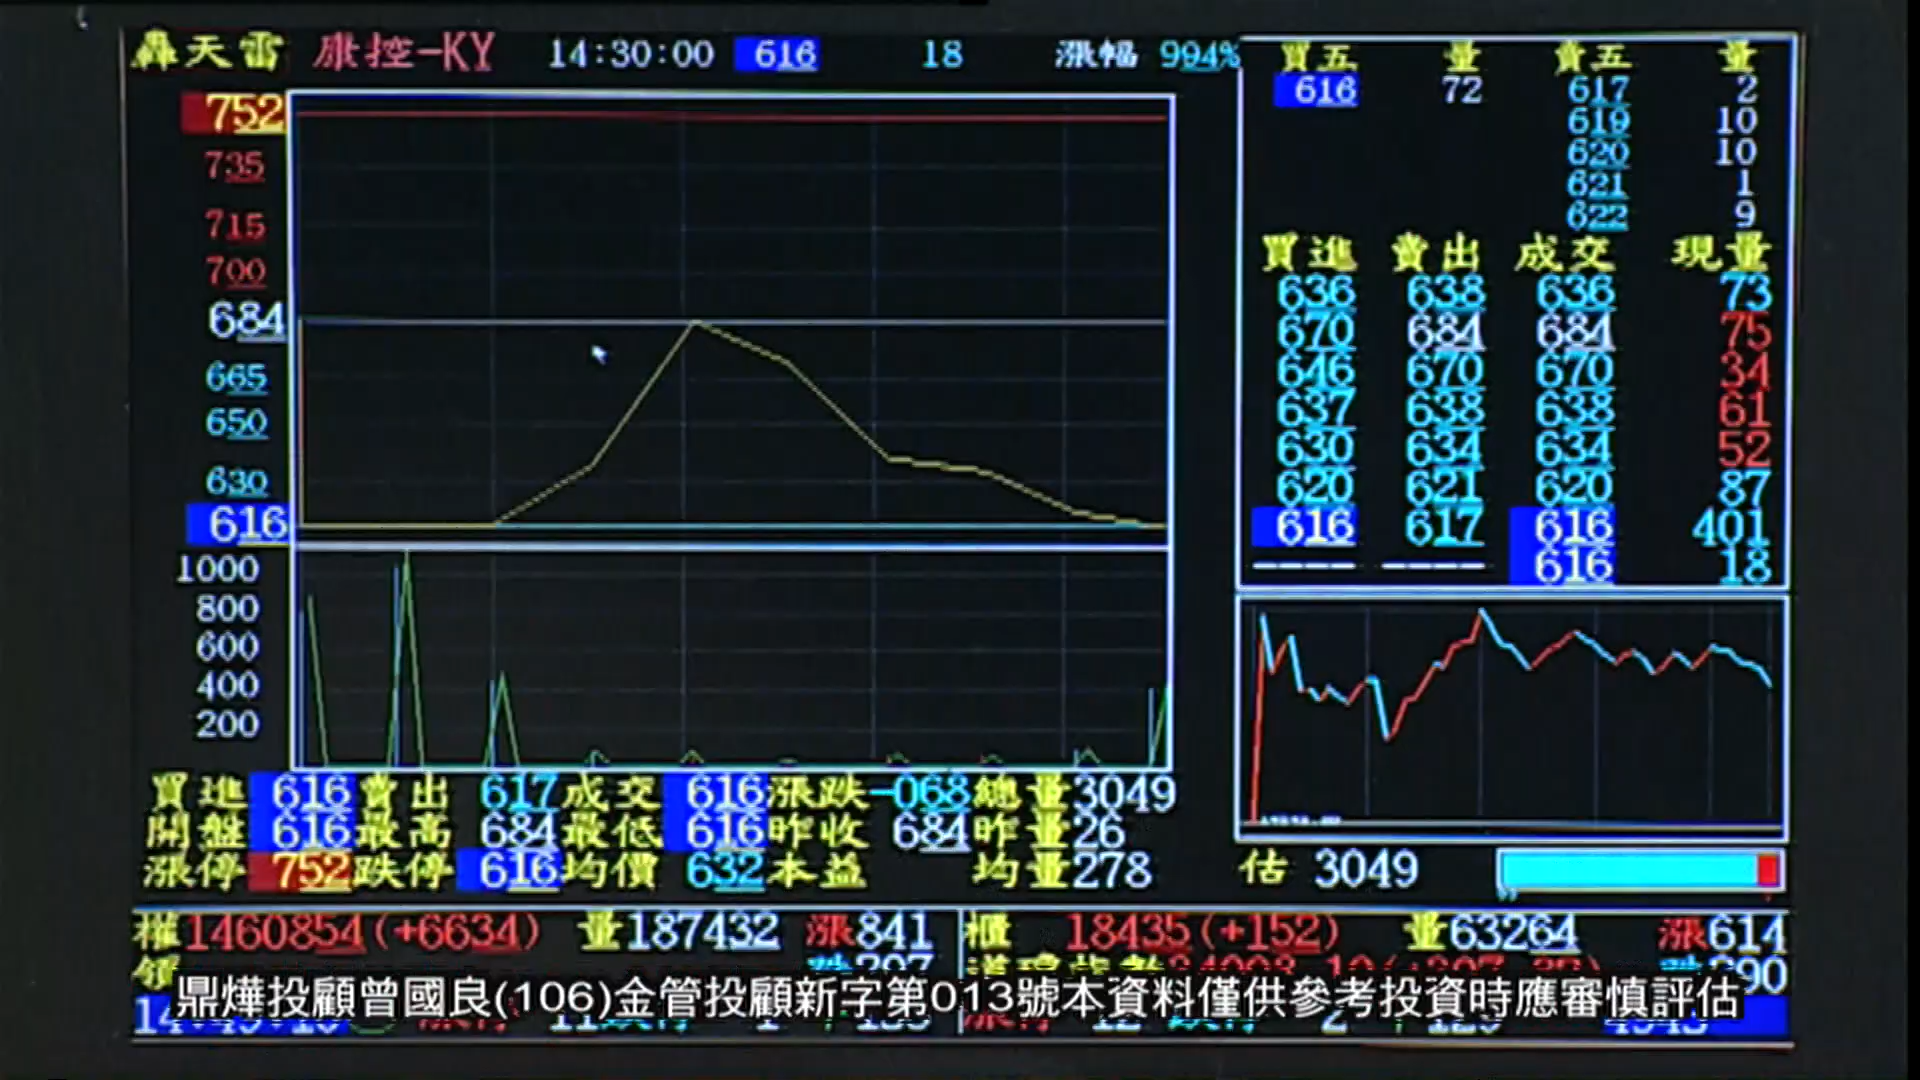 轟天雷 康控-KY 14:30:00 616 18 漲幅 994%
752
735
715
700
684
665
650
630
616
1000
800
600
400
200
買五 量 賣五 量
616 72 617 2
619 10
620 10
621 1
622 9
買進 賣出 成交 現量
636 638 636 73
670 684 684 75
646 670 670 34
637 638 638 61
630 634 634 52
620 621 620 87
616 617 616 401
---- ---- 616 18
買進 616 賣出 617 成交 616 漲跌 -068 總量 3049
開盤 616 最高 684 最低 616 昨收 684 昨量 26
漲停 752 跌停 616 均價 632 本益 均量 278
估 3049
權 1460854(+6634) 量 187432 漲 841
櫃 18435(+152) 量 63264 漲 614
鼎燁投顧曾國良(106)金管投顧新字第013號本資料僅供參考投資時應審慎評估